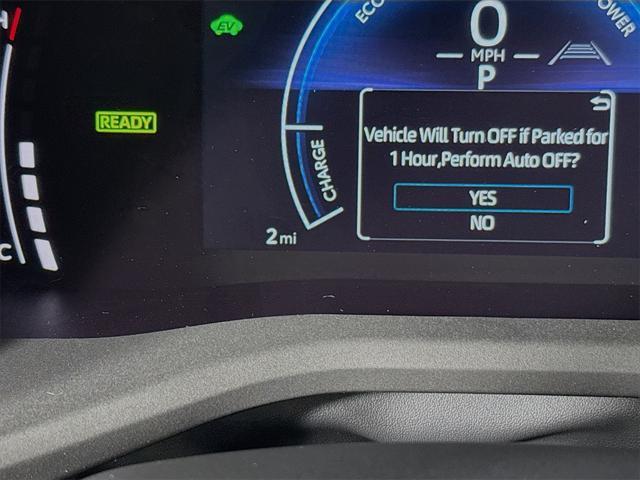 H
EV
ECO
POWER
0
MPH
P
READY
Vehicle Will Turn OFF if Parked for
1 Hour,Perform Auto OFF?
YES
NO
CHARGE
2 mi
C